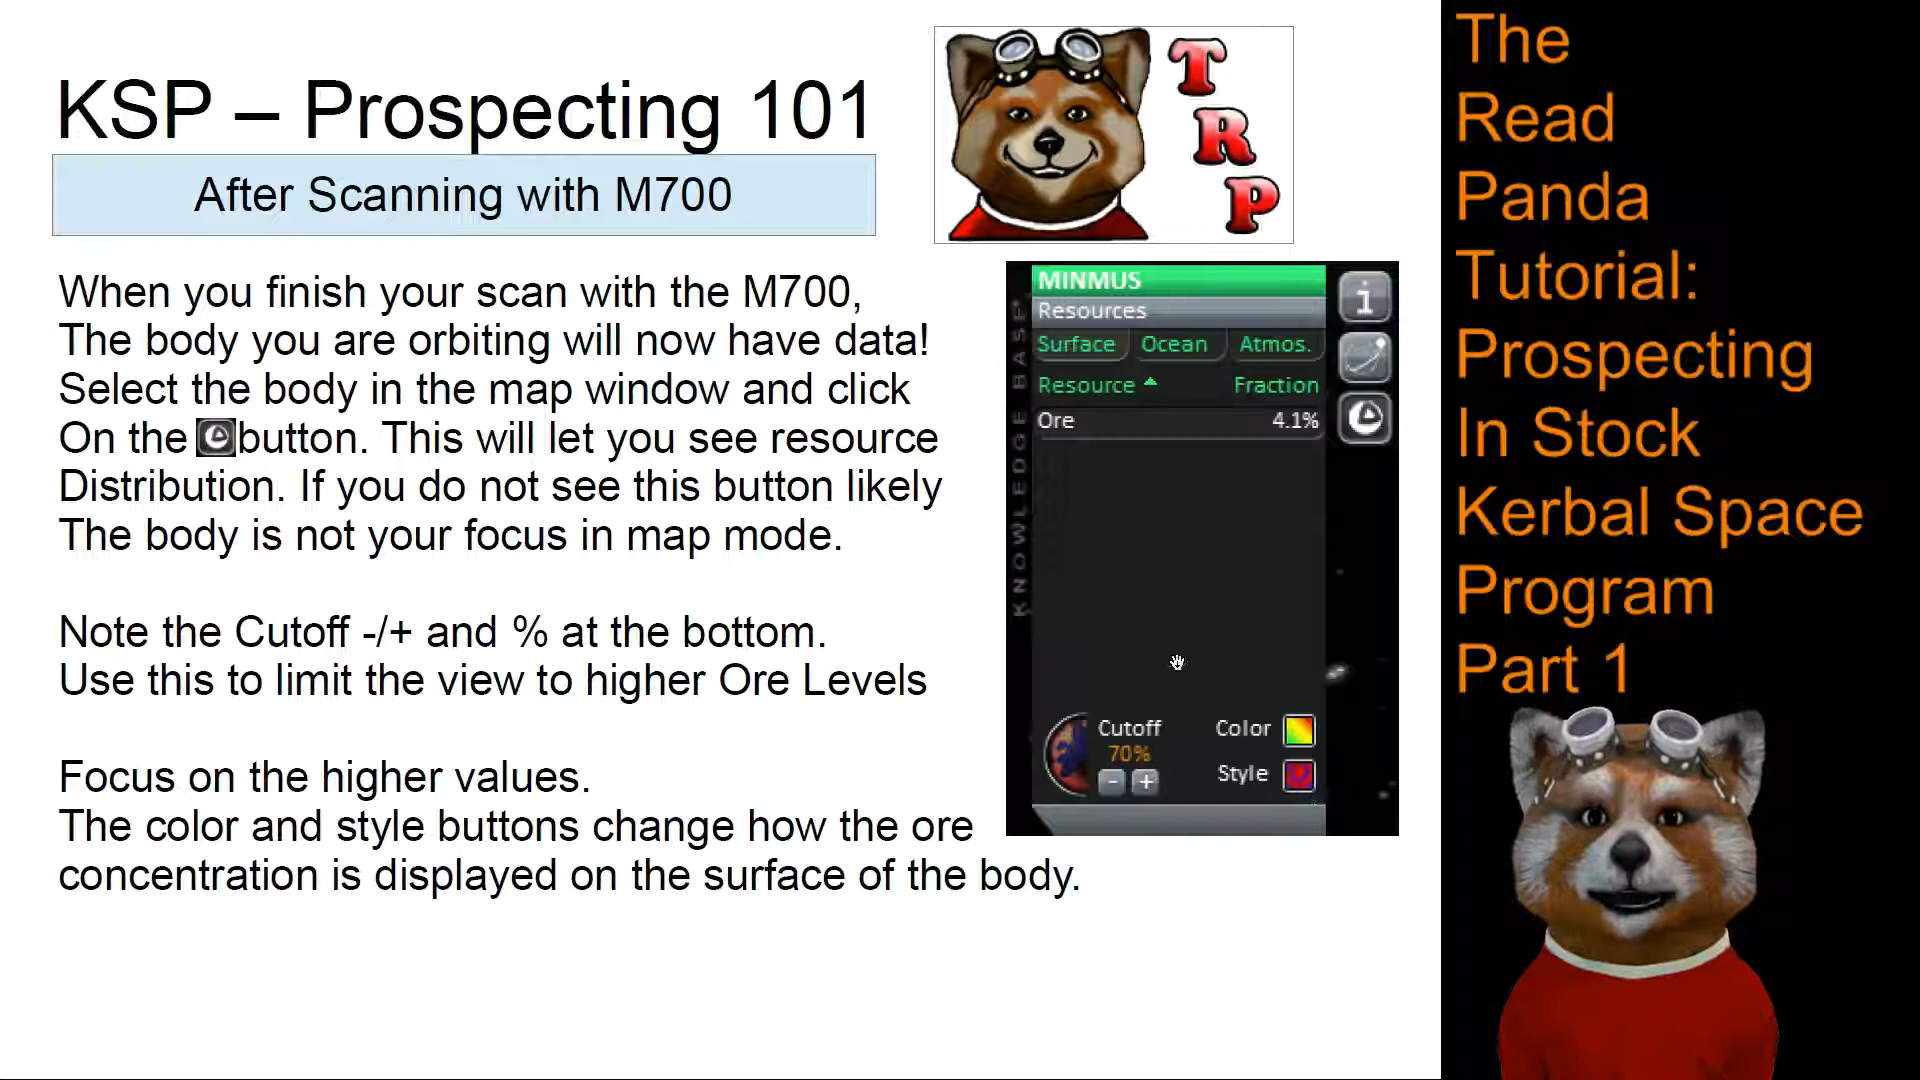 KSP – Prospecting 101
After Scanning with M700
T
R
P
When you finish your scan with the M700,
The body you are orbiting will now have data!
Select the body in the map window and click
On the button. This will let you see resource
Distribution. If you do not see this button likely
The body is not your focus in map mode.
Note the Cutoff -/+ and % at the bottom.
Use this to limit the view to higher Ore Levels
Focus on the higher values.
The color and style buttons change how the ore
concentration is displayed on the surface of the body.
KNOWLEDGE BASE
MINMUS
Resources
Surface Ocean Atmos.
Resource Fraction
Ore 4.1%
Cutoff Color
70%
- + Style
i
The
Read
Panda
Tutorial:
Prospecting
In Stock
Kerbal Space
Program
Part 1